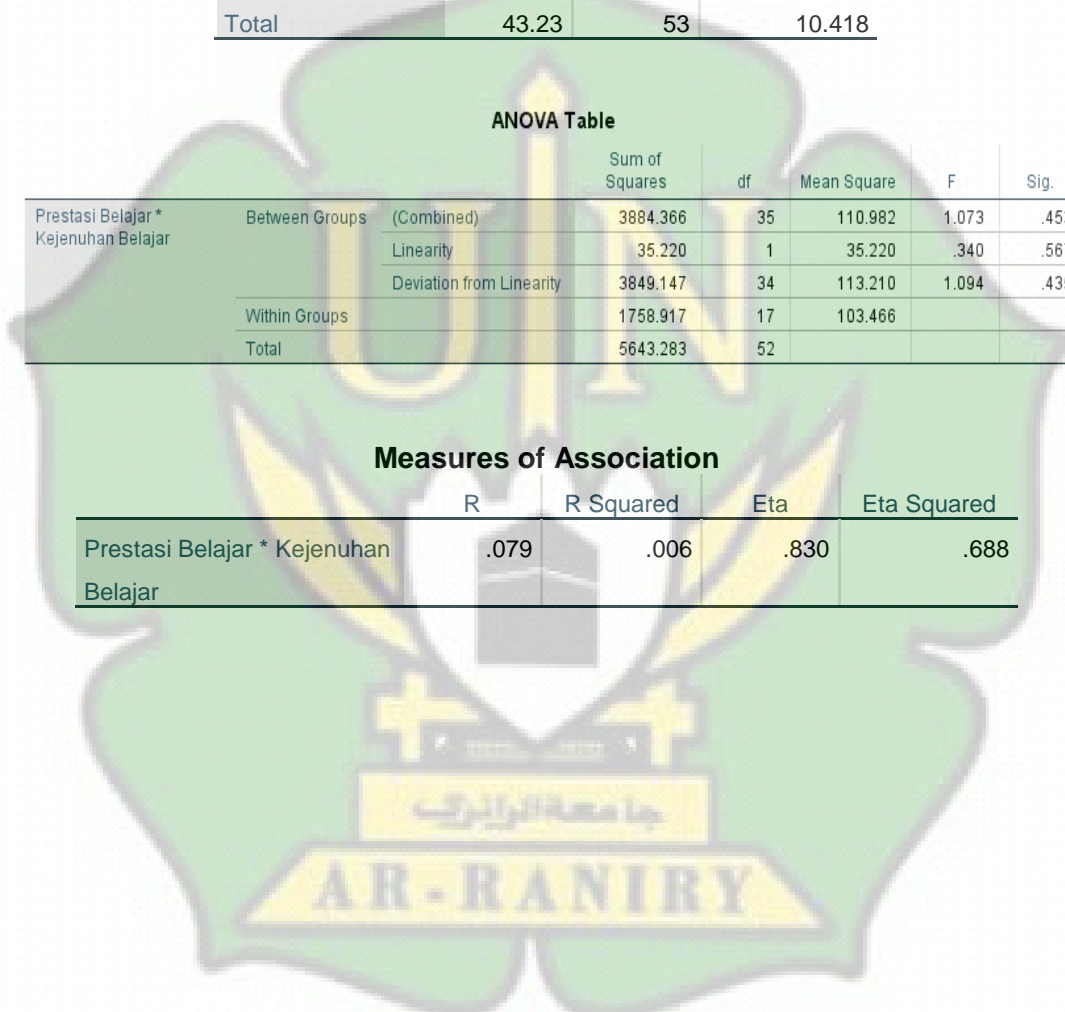 Total 43.23 53 10.418
ANOVA Table
Sum of
Squares df Mean Square F Sig.
Prestasi Belajar * Between Groups (Combined) 3884.366 35 110.982 1.073
Kejenuhan Belajar
Linearity 35.220 1 35.220 .340
Deviation from Linearity 3849.147 34 113.210 1.094
Within Groups 1758.917 17 103.466
Total 5643.283 52
UIN
Measures of Association
R R Squared Eta Eta Squared
Prestasi Belajar * Kejenuhan .079 .006 .830 .688
Belajar
جامعة الرانري
AR-RANIRY